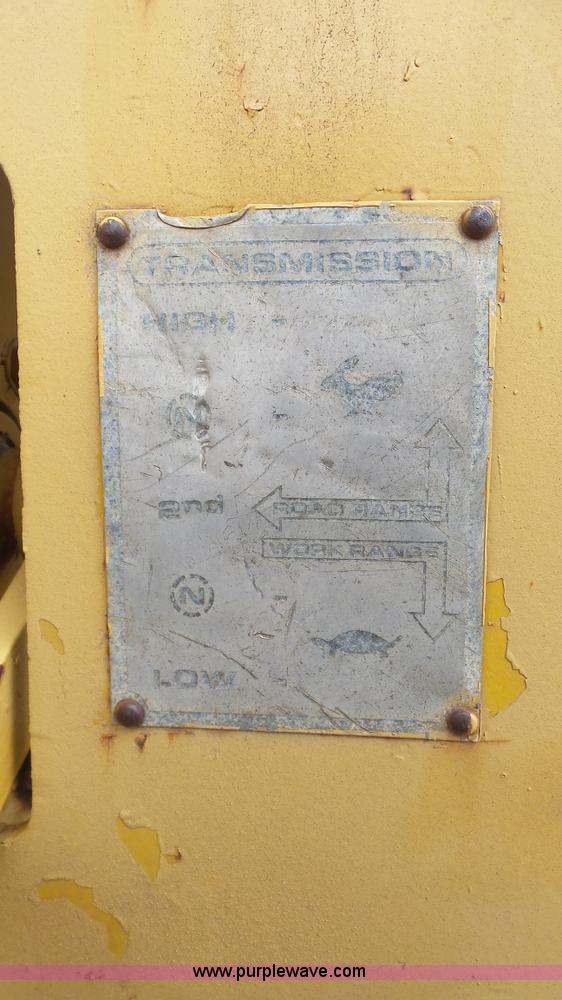 TRANSMISSION
HIGH -
N -
2nd ROAD RANGE
WORK RANGE
N
LOW -
www.purplewave.com